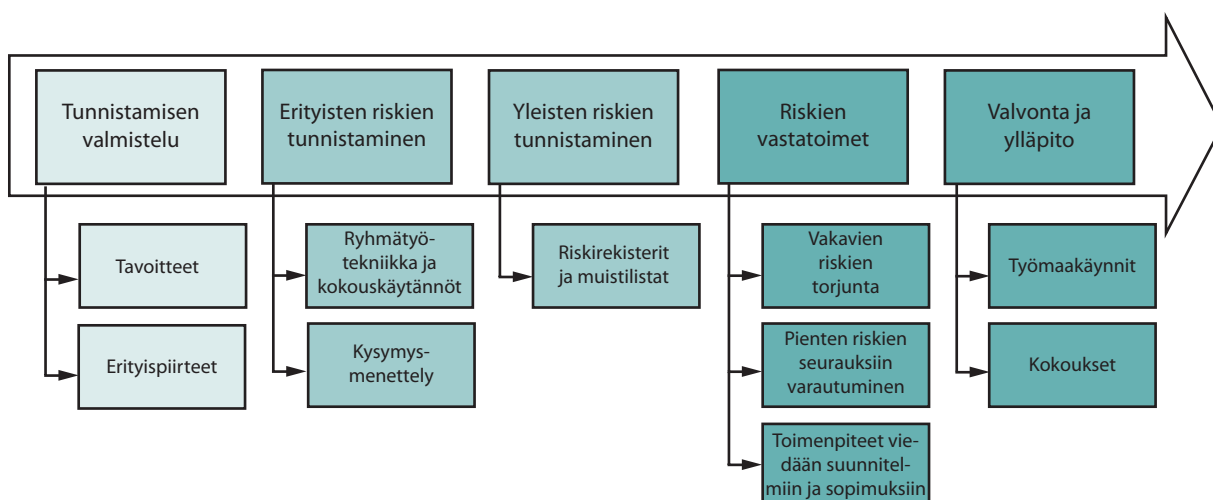 Tunnistamisen
valmistelu
Erityisten riskien
tunnistaminen
Yleisten riskien
tunnistaminen
Riskien
vastatoimet
Valvonta ja
ylläpito
Tavoitteet
Erityispiirteet
Ryhmätyö-
tekniikka ja
kokouskäytännöt
Kysymys-
menettely
Riskirekisterit
ja muistilistat
Vakavien
riskien
torjunta
Pienten riskien
seurauksiin
varautuminen
Toimenpiteet vie-
dään suunnitel-
miin ja sopimuksiin
Työmaakäynnit
Kokoukset